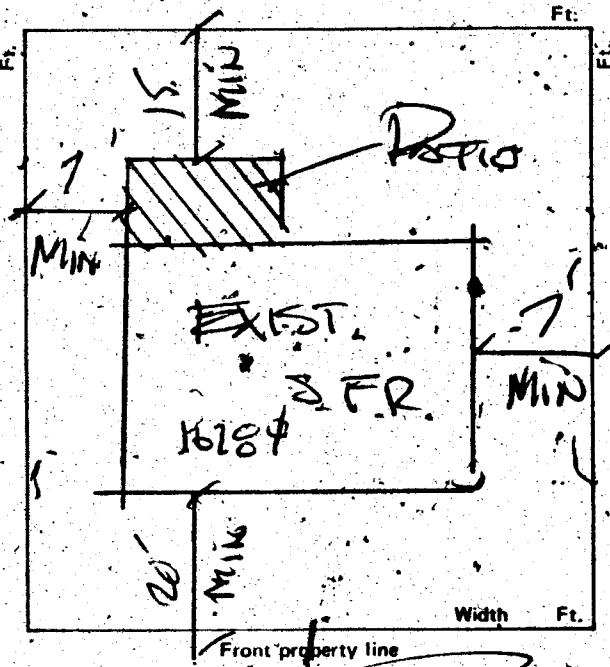 Ft.
Ft.
Ft.
15'
MIN
PATIO
7'
MIN
EXIST.
S.F.R.
7'
MIN
20'
MIN
Width Ft.
Front property line